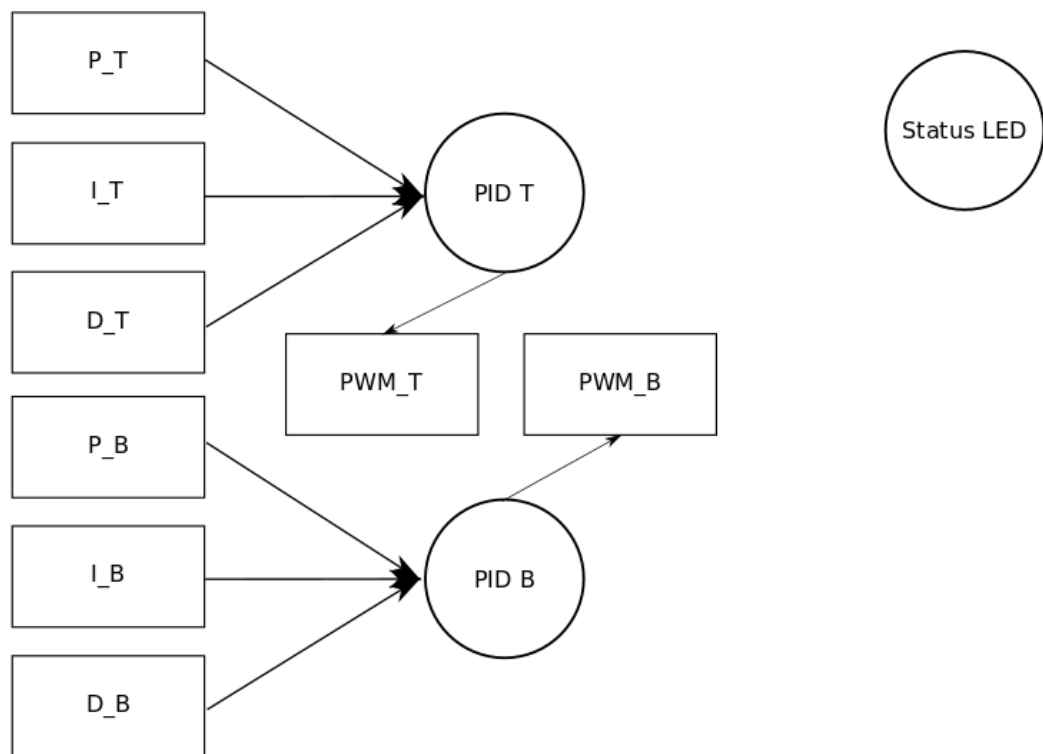 P_T
Status LED
I_T
PID T
D_T
PWM_T
PWM_B
P_B
I_B
PID B
D_B